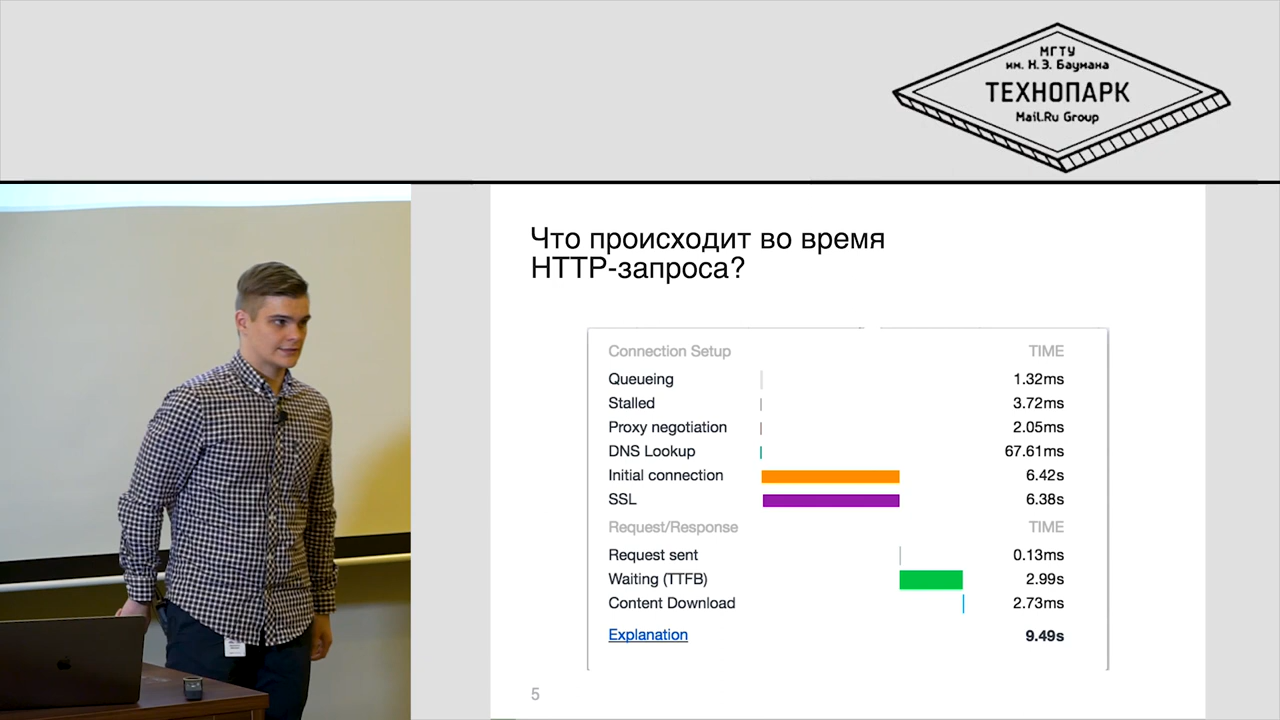 МГТУ
им. Н.Э. Баумана
ТЕХНОПАРК
Mail.Ru Group
Что происходит во время
HTTP-запроса?
Connection Setup TIME
Queueing 1.32ms
Stalled 3.72ms
Proxy negotiation 2.05ms
DNS Lookup 67.61ms
Initial connection 6.42s
SSL 6.38s
Request/Response TIME
Request sent 0.13ms
Waiting (TTFB) 2.99s
Content Download 2.73ms
Explanation 9.49s
5